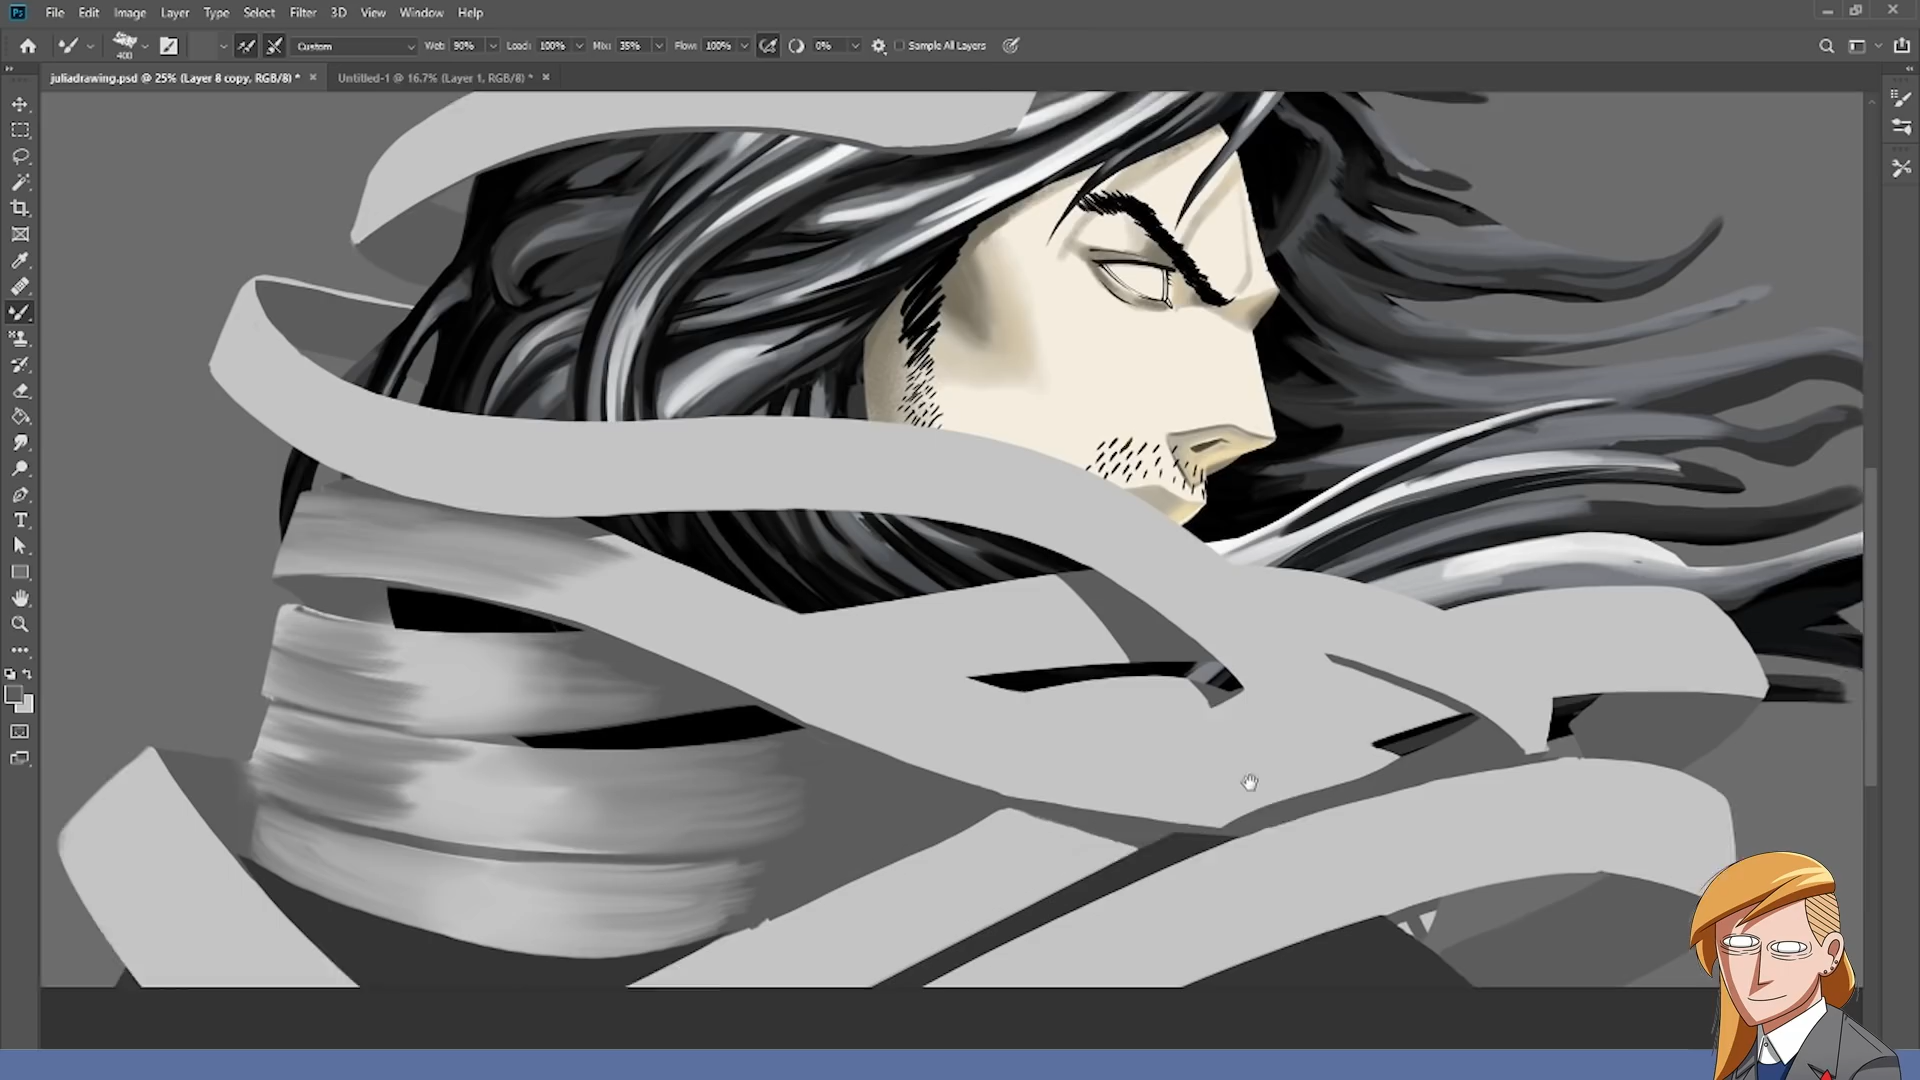 Ps File Edit Image Layer Type Select Filter 3D View Window Help
400 Custom Wet: 90% Load: 100% Mix: 35% Flow: 100% 0% Sample All Layers
juliadrawing.psd @ 25% (Layer 8 copy, RGB/8) * Untitled-1 @ 16.7% (Layer 1, RGB/8) *